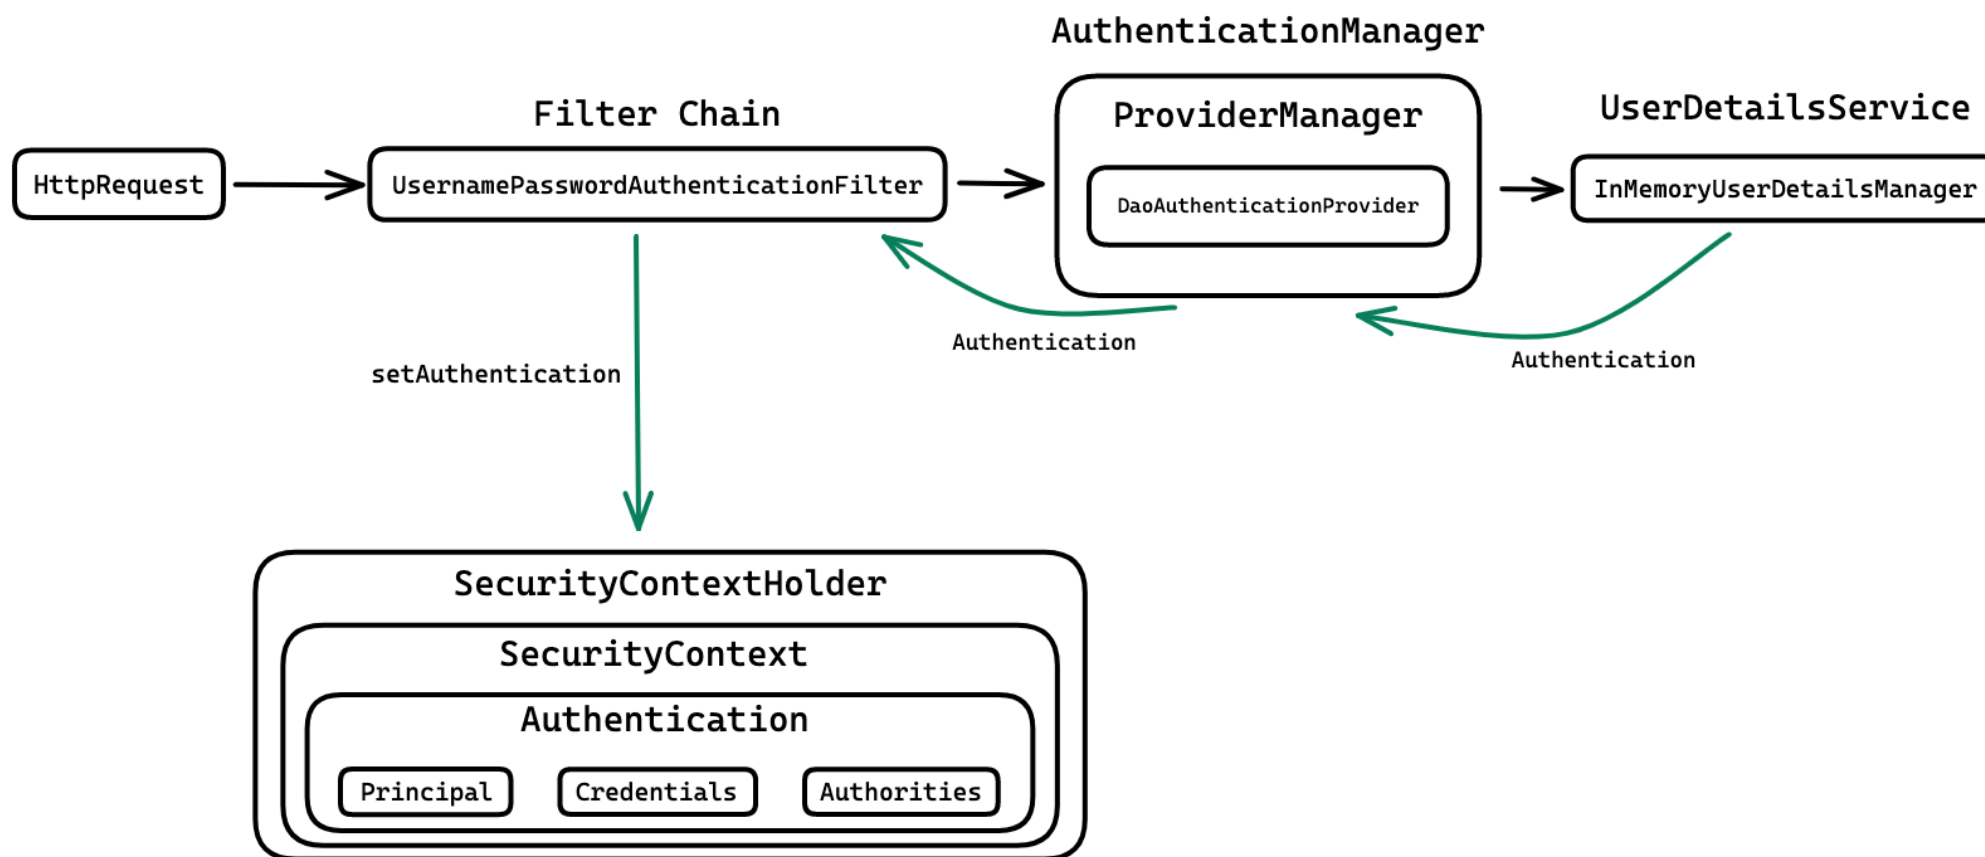 AuthenticationManager
Filter Chain
ProviderManager
UserDetailsService
HttpRequest
UsernamePasswordAuthenticationFilter
DaoAuthenticationProvider
InMemoryUserDetailsManager
Authentication
Authentication
setAuthentication
SecurityContextHolder
SecurityContext
Authentication
Principal
Credentials
Authorities